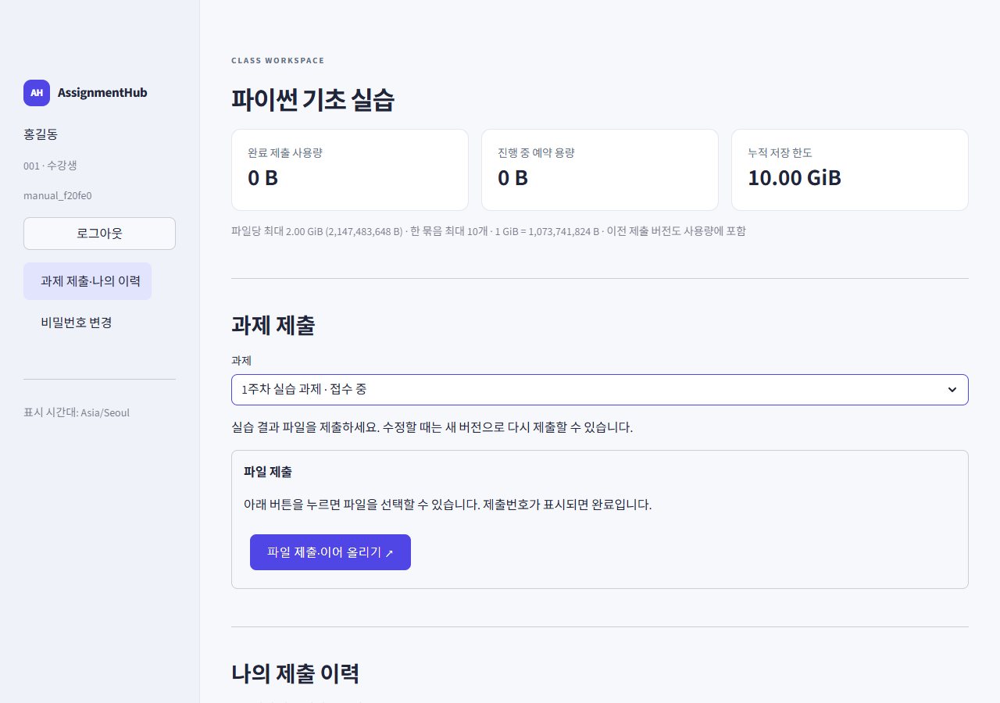 AH AssignmentHub
홍길동
001 · 수강생
manual_f20fe0
로그아웃
과제 제출·나의 이력
비밀번호 변경
표시 시간대: Asia/Seoul
CLASS WORKSPACE
파이썬 기초 실습
완료 제출 사용량
0 B
진행 중 예약 용량
0 B
누적 저장 한도
10.00 GiB
파일당 최대 2.00 GiB (2,147,483,648 B) · 한 묶음 최대 10개 · 1 GiB = 1,073,741,824 B · 이전 제출 버전도 사용량에 포함
과제 제출
과제
1주차 실습 과제 · 접수 중
실습 결과 파일을 제출하세요. 수정할 때는 새 버전으로 다시 제출할 수 있습니다.
파일 제출
아래 버튼을 누르면 파일을 선택할 수 있습니다. 제출번호가 표시되면 완료입니다.
파일 제출·이어 올리기 ↗
나의 제출 이력